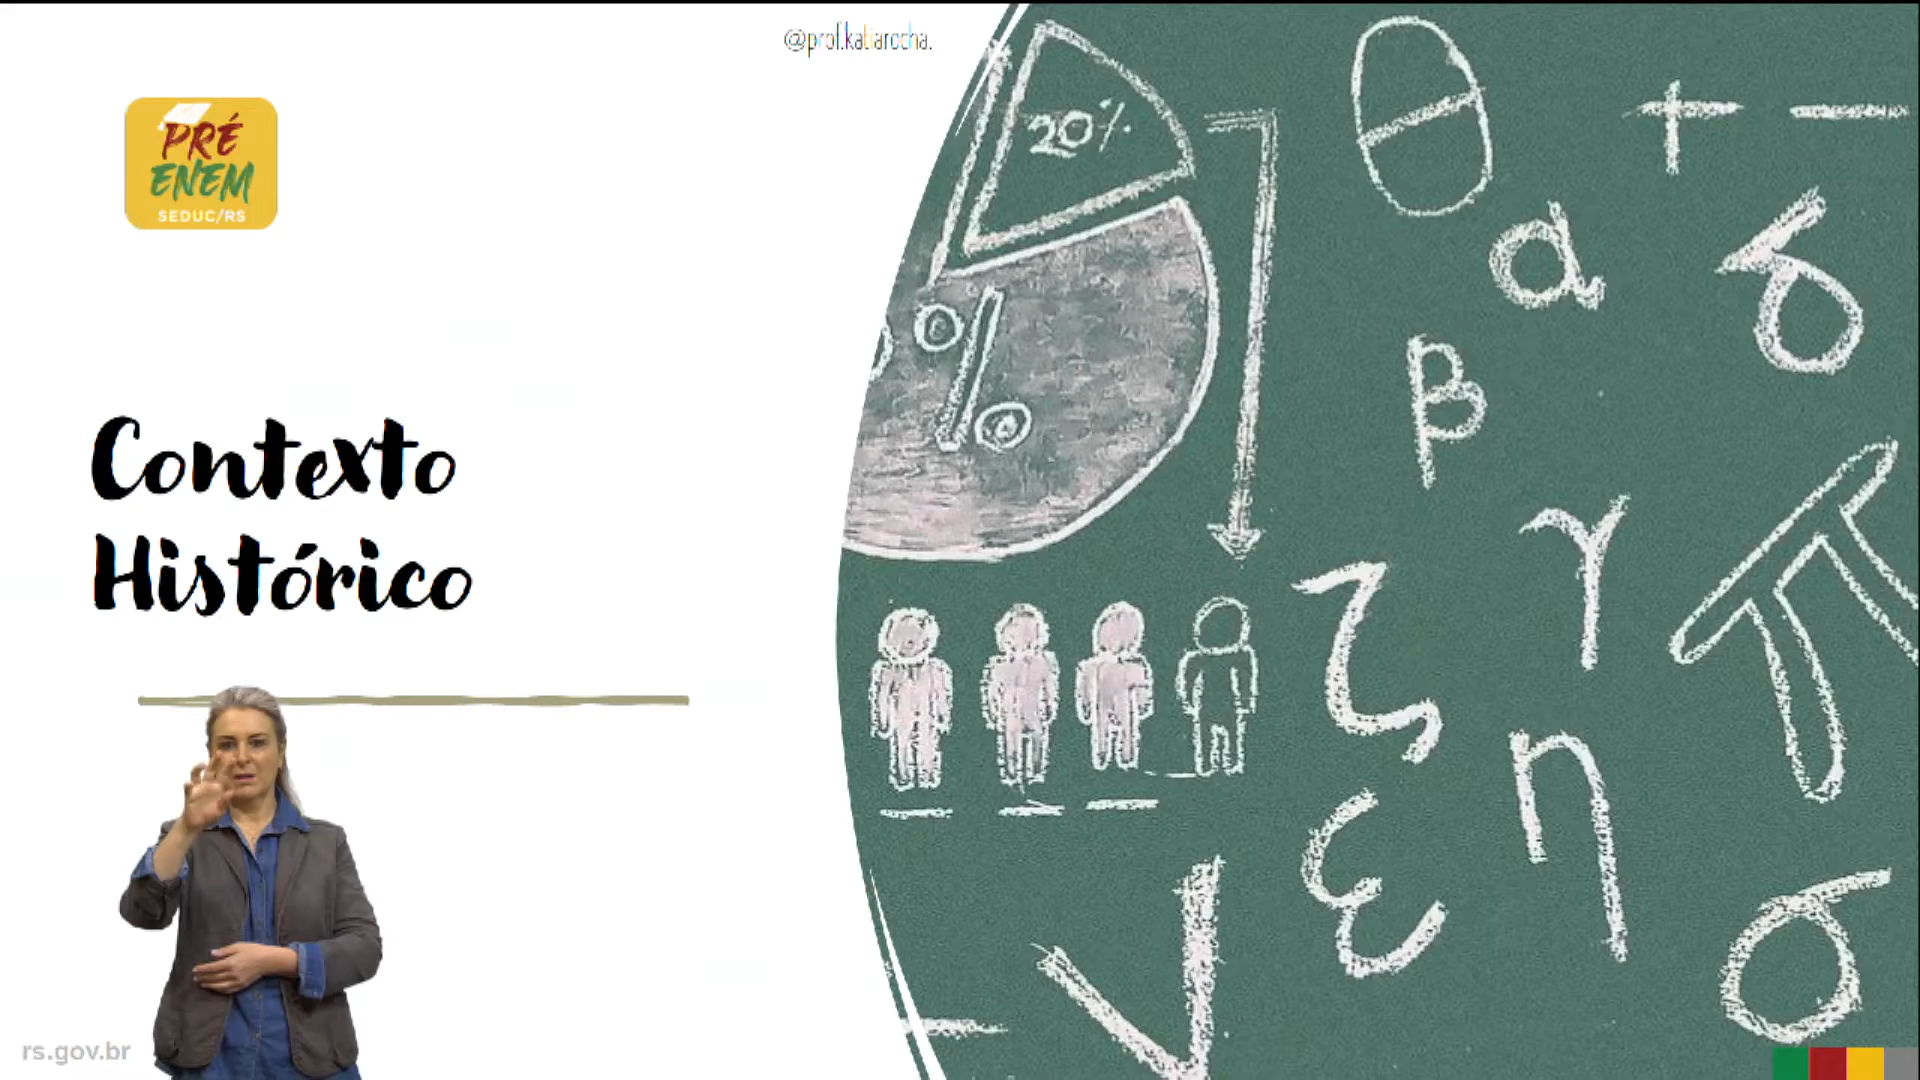 @prof.katiarocha.
PRÉ
ENEM
SEDUC/RS
Contexto
Histórico
rs.gov.br
20%
%
θ + −
α δ
β
γ
π
ζ
η
ε
σ